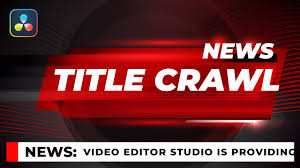 NEWS
TITLE CRAWL
NEWS: VIDEO EDITOR STUDIO IS PROVIDING